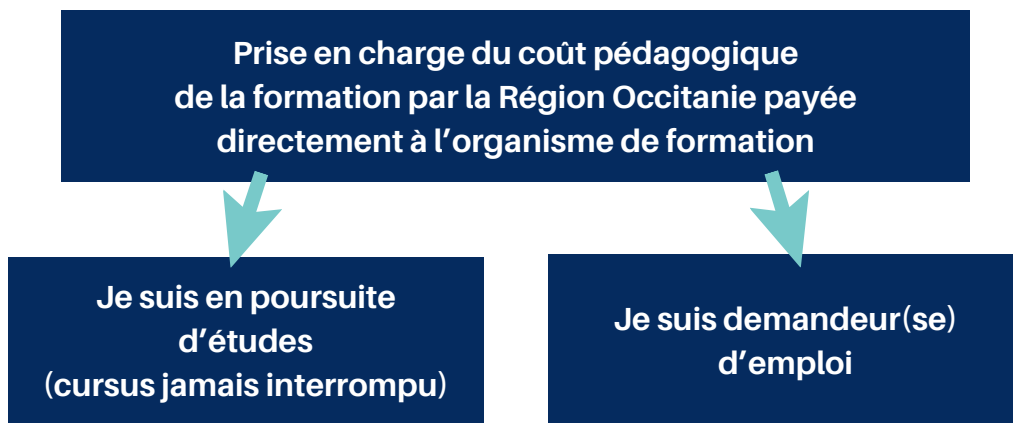 Prise en charge du coût pédagogique
de la formation par la Région Occitanie payée
directement à l’organisme de formation
Je suis en poursuite
d’études
(cursus jamais interrompu)
Je suis demandeur(se)
d’emploi